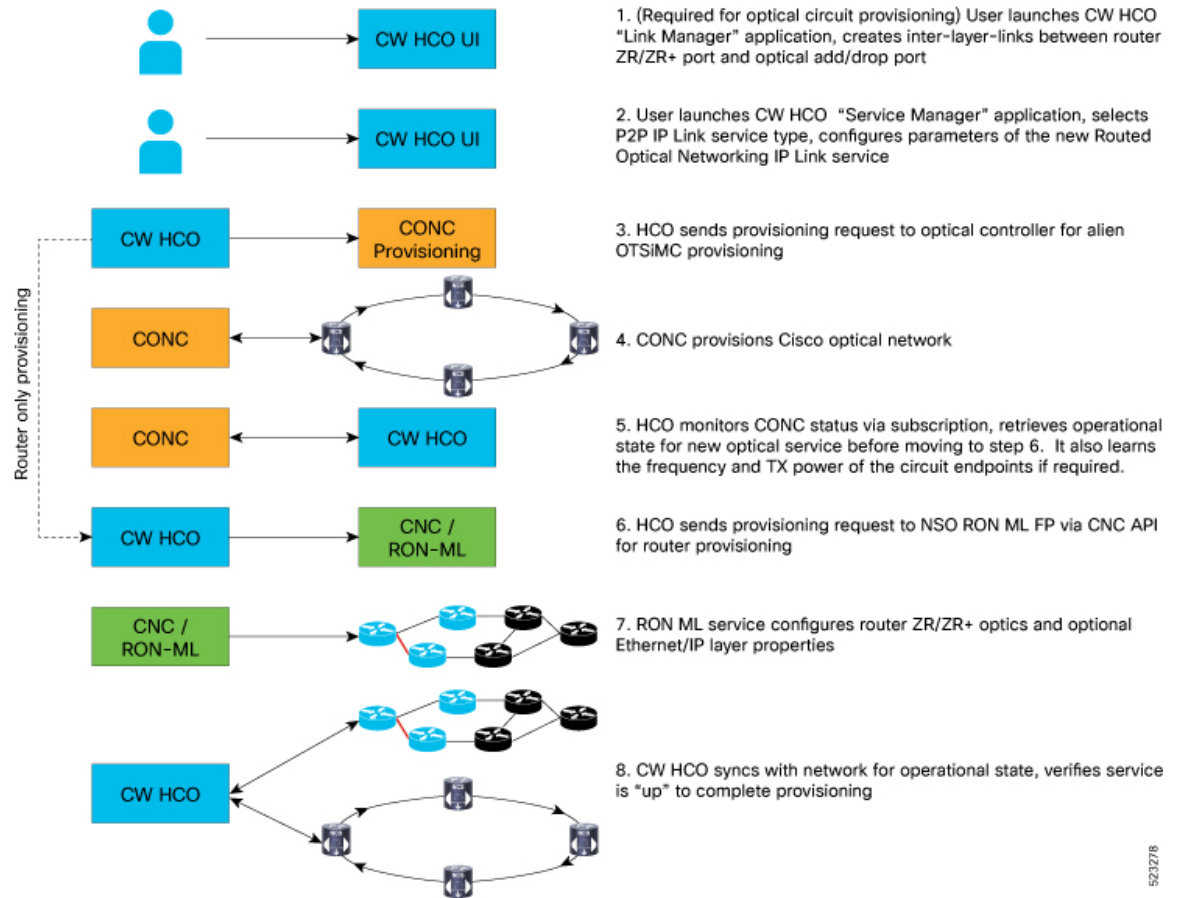 CW HCO UI
1. (Required for optical circuit provisioning) User launches CW HCO
“Link Manager” application, creates inter-layer-links between router
ZR/ZR+ port and optical add/drop port
CW HCO UI
2. User launches CW HCO “Service Manager” application, selects
P2P IP Link service type, configures parameters of the new Routed
Optical Networking IP Link service
Router only provisioning
CW HCO
CONC
Provisioning
3. HCO sends provisioning request to optical controller for alien
OTSiMC provisioning
CONC
4. CONC provisions Cisco optical network
CONC
CW HCO
5. HCO monitors CONC status via subscription, retrieves operational
state for new optical service before moving to step 6. It also learns
the frequency and TX power of the circuit endpoints if required.
CW HCO
CNC /
RON-ML
6. HCO sends provisioning request to NSO RON ML FP via CNC API
for router provisioning
CNC /
RON-ML
7. RON ML service configures router ZR/ZR+ optics and optional
Ethernet/IP layer properties
CW HCO
8. CW HCO syncs with network for operational state, verifies service
is “up” to complete provisioning
523278